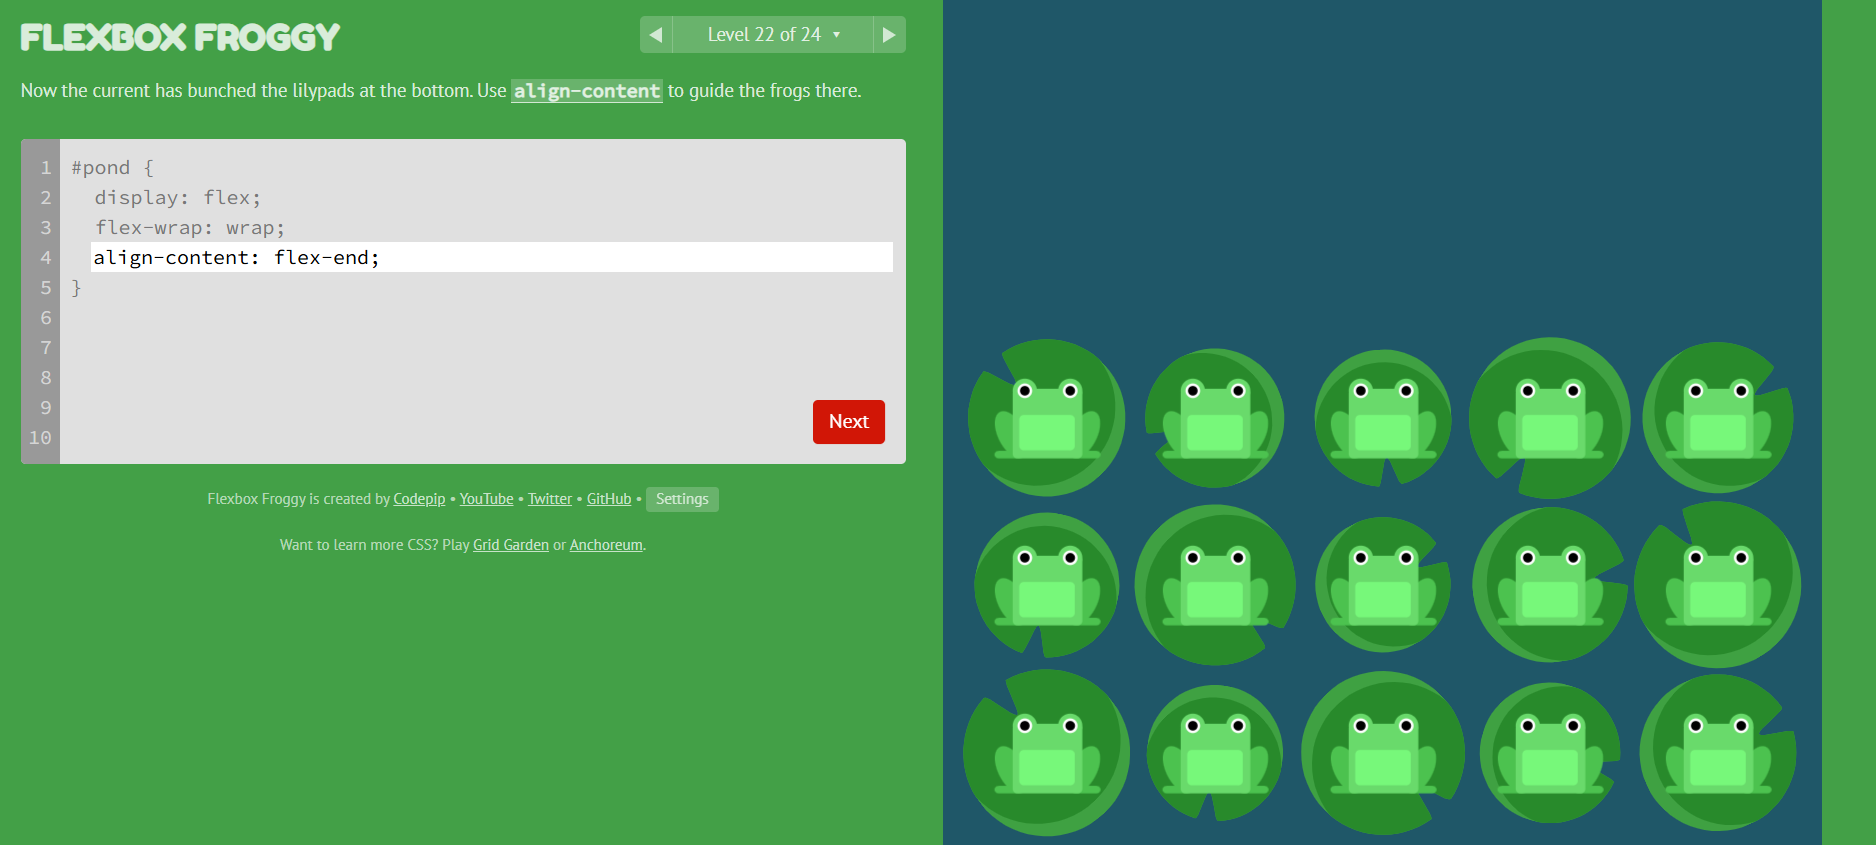 FLEXBOX FROGGY
◀ Level 22 of 24 ▼ ▶
Now the current has bunched the lilypads at the bottom. Use align-content to guide the frogs there.
1 #pond {
2 display: flex;
3 flex-wrap: wrap;
4 align-content: flex-end;
5 }
6
7
8
9
10
Next
Flexbox Froggy is created by Codepip • YouTube • Twitter • GitHub • Settings
Want to learn more CSS? Play Grid Garden or Anchoreum.